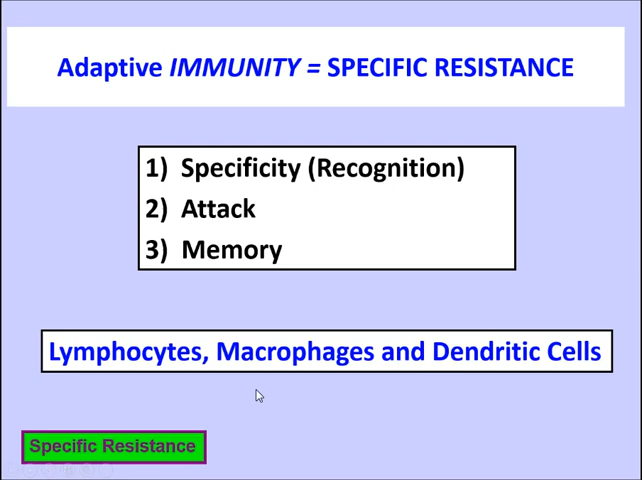 Adaptive IMMUNITY = SPECIFIC RESISTANCE
1) Specificity (Recognition)
2) Attack
3) Memory
Lymphocytes, Macrophages and Dendritic Cells
Specific Resistance